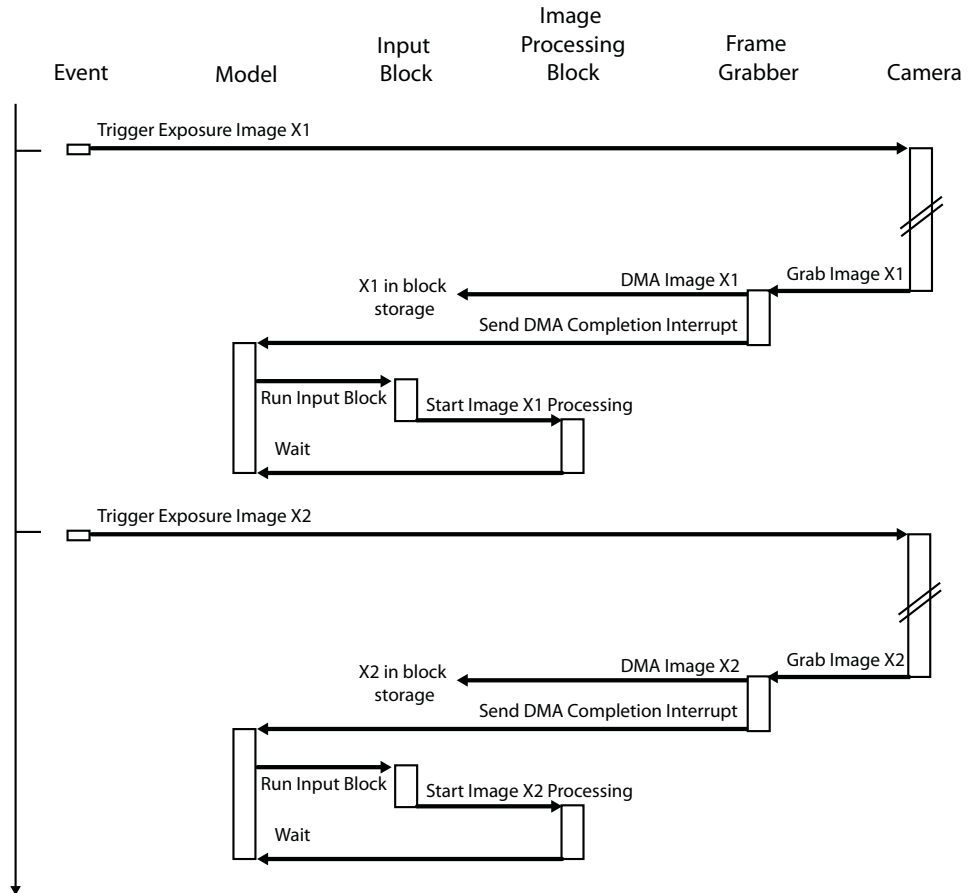 Event
Model
Input
Block
Image
Processing
Block
Frame
Grabber
Camera
Trigger Exposure Image X1
Grab Image X1
DMA Image X1
X1 in block
storage
Send DMA Completion Interrupt
Run Input Block
Start Image X1 Processing
Wait
Trigger Exposure Image X2
Grab Image X2
DMA Image X2
X2 in block
storage
Send DMA Completion Interrupt
Run Input Block
Start Image X2 Processing
Wait